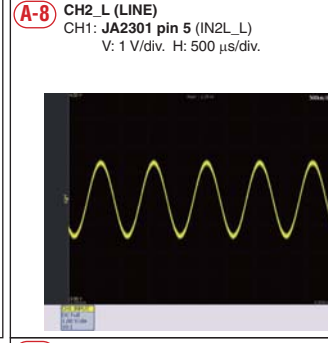 A-8 CH2_L (LINE)
CH1: JA2301 pin 5 (IN2L_L)
V: 1 V/div. H: 500 μs/div.